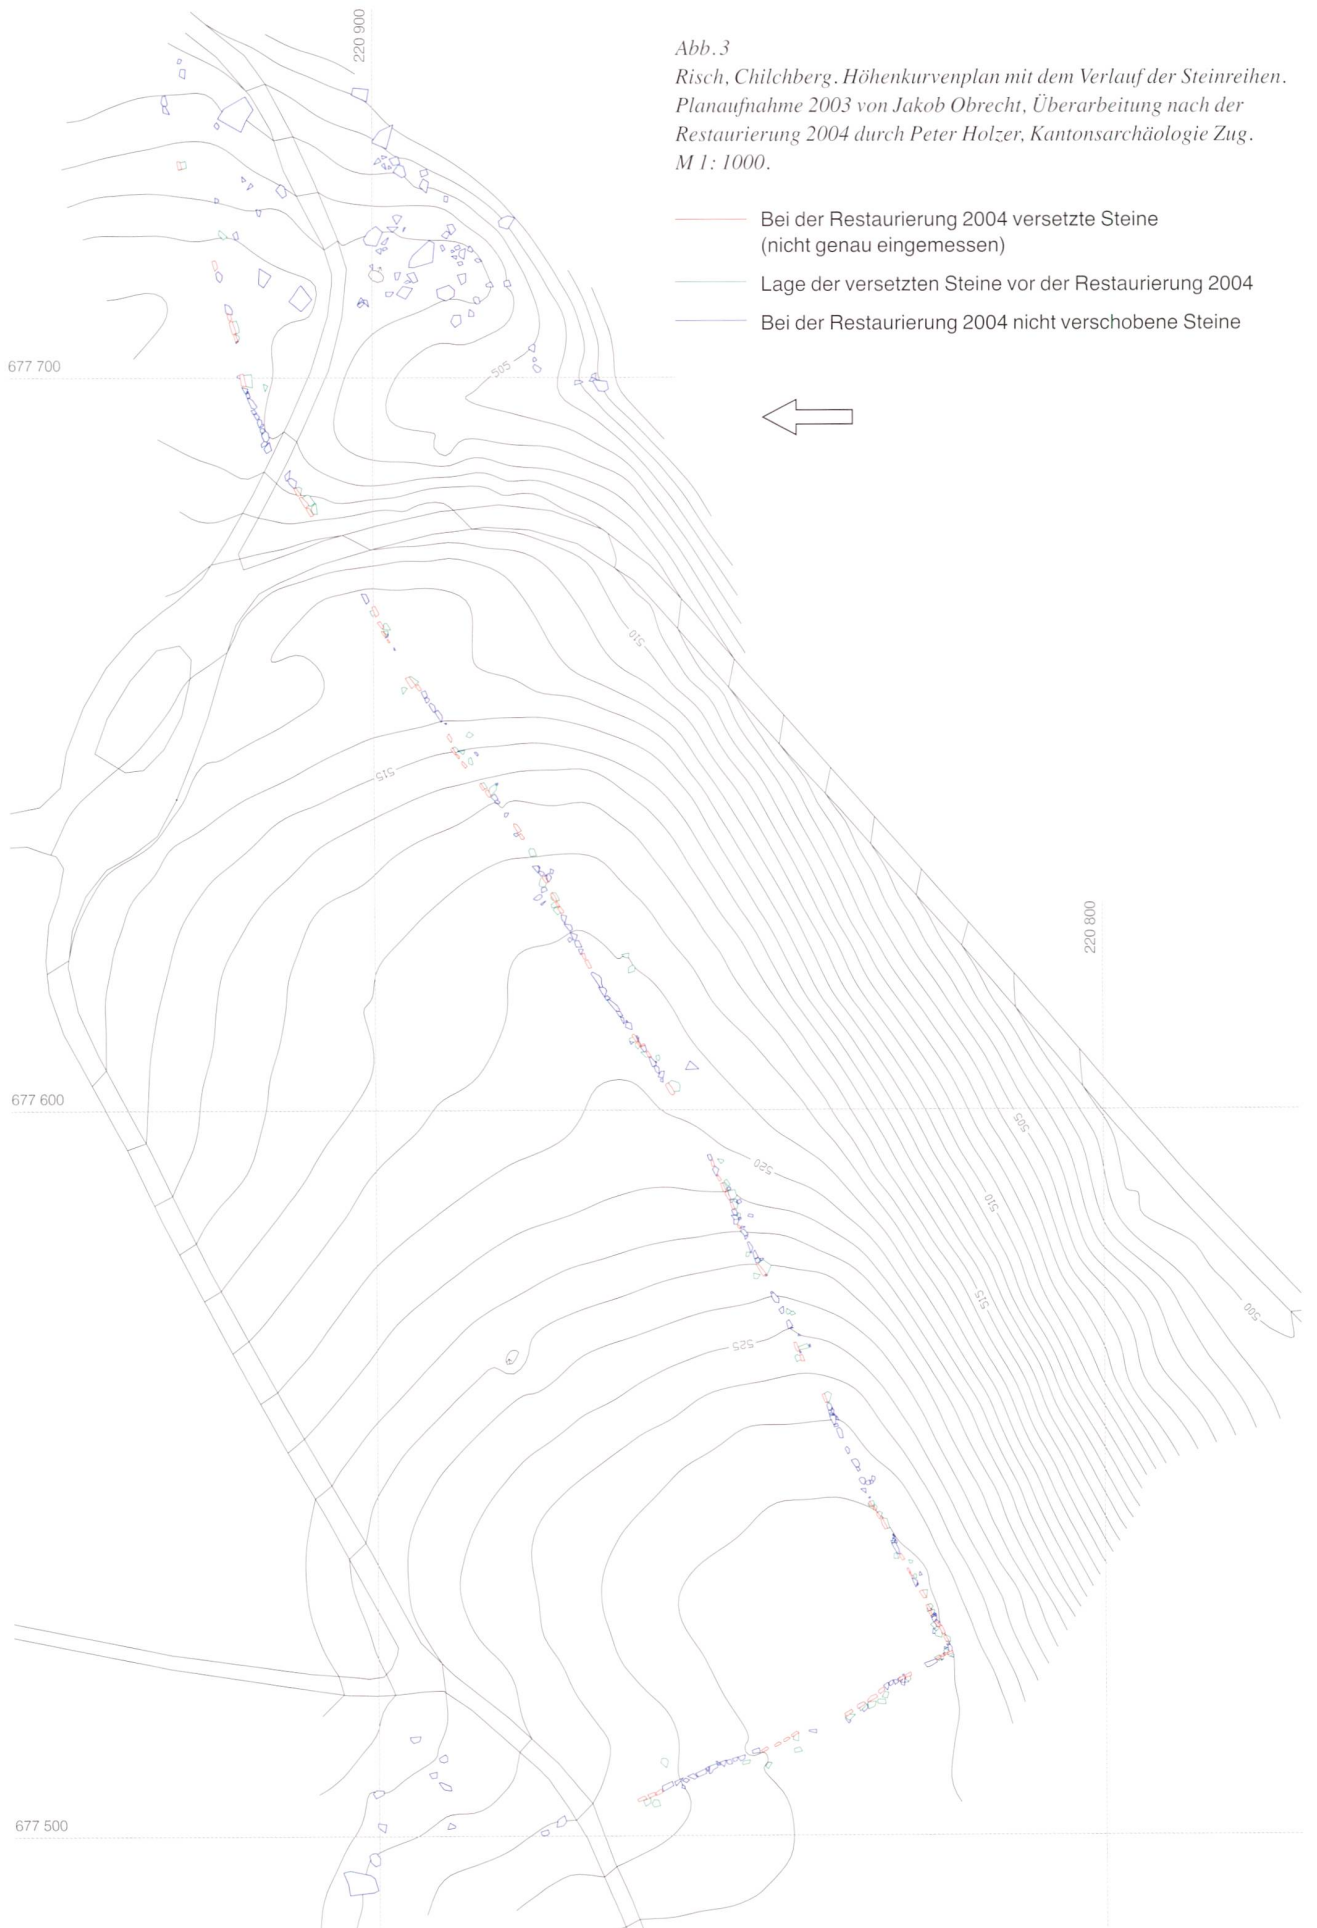 220 900
Abb. 3
Risch, Chilchberg. Höhenkurvenplan mit dem Verlauf der Steinreihen.
Planaufnahme 2003 von Jakob Obrecht, Überarbeitung nach der
Restaurierung 2004 durch Peter Holzer, Kantonsarchäologie Zug.
M 1: 1000.
Bei der Restaurierung 2004 versetzte Steine
(nicht genau eingemessen)
Lage der versetzten Steine vor der Restaurierung 2004
Bei der Restaurierung 2004 nicht verschobene Steine
677 700
505
510
515
220 800
677 600
505
520
510
515
500
525
677 500